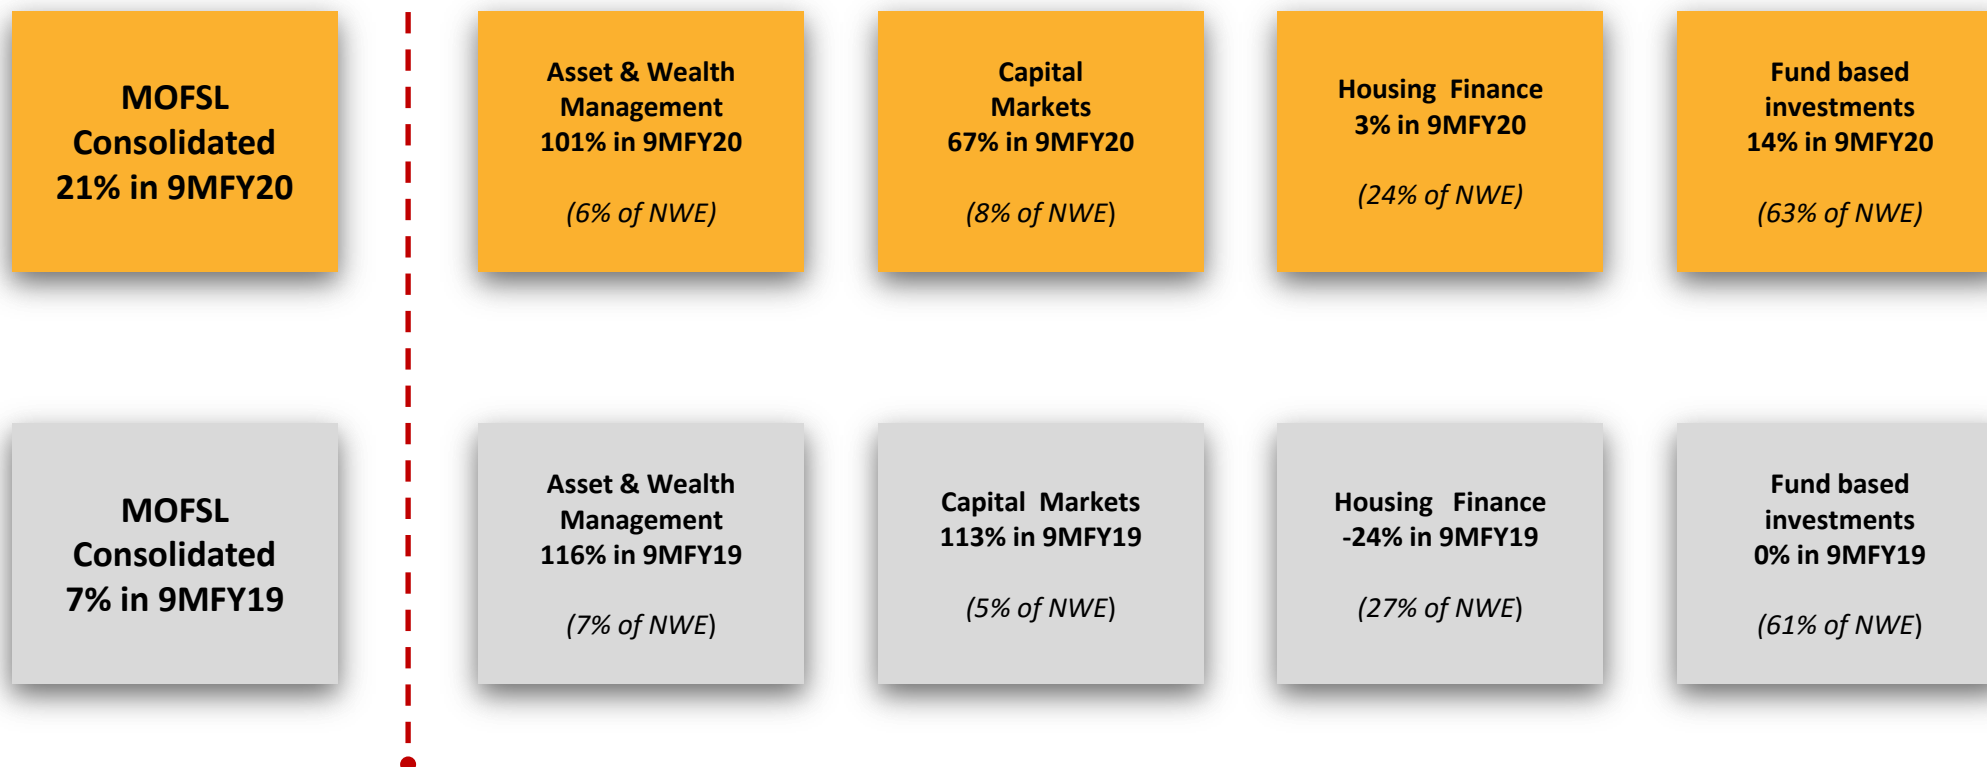 MOFSL
Consolidated
21% in 9MFY20
Asset & Wealth
Management
101% in 9MFY20
(6% of NWE)
Capital
Markets
67% in 9MFY20
(8% of NWE)
Housing Finance
3% in 9MFY20
(24% of NWE)
Fund based
investments
14% in 9MFY20
(63% of NWE)
MOFSL
Consolidated
7% in 9MFY19
Asset & Wealth
Management
116% in 9MFY19
(7% of NWE)
Capital Markets
113% in 9MFY19
(5% of NWE)
Housing Finance
-24% in 9MFY19
(27% of NWE)
Fund based
investments
0% in 9MFY19
(61% of NWE)